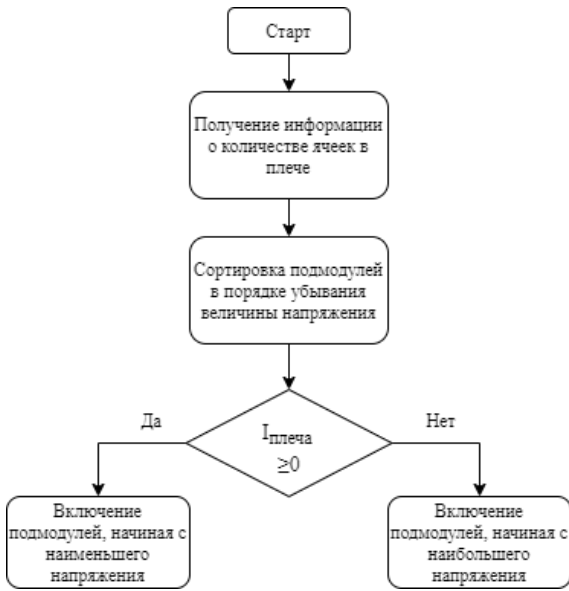 Старт
Получение информации
о количестве ячеек в
плече
Сортировка подмодулей
в порядке убывания
величины напряжения
Да
Iплеча
≥0
Нет
Включение
подмодулей, начиная с
наименьшего
напряжения
Включение
подмодулей, начиная с
наибольшего
напряжения